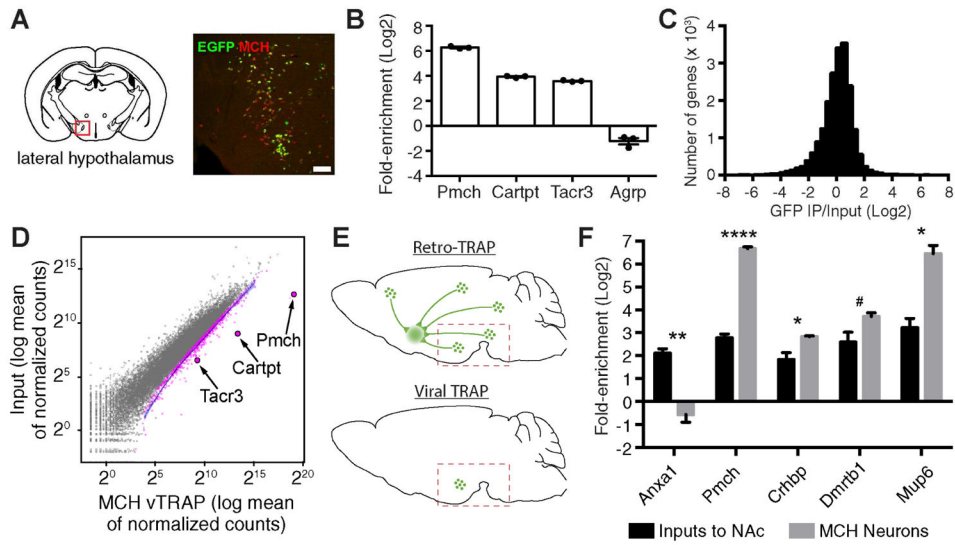 A
EGFP MCH
lateral hypothalamus
B
Fold-enrichment (Log2)
8
6
4
2
0
-2
-4
Pmch
Cartpt
Tacr3
Agrp
C
Number of genes (x 10³)
4
3
2
1
0
-8
-6
-4
-2
0
2
4
6
8
GFP IP/Input (Log2)
D
Input (log mean
of normalized counts)
2¹⁵
2¹⁰
2⁵
2⁰
Pmch
Cartpt
Tacr3
2⁰
2⁵
2¹⁰
2¹⁵
2²⁰
MCH vTRAP (log mean
of normalized counts)
E
Retro-TRAP
Viral TRAP
F
Fold-enrichment (Log2)
7
6
5
4
3
2
1
0
-1
-2
**
****
*
#
*
Anxa1
Pmch
Crhbp
Dmrtb1
Mup6
Inputs to NAc
MCH Neurons